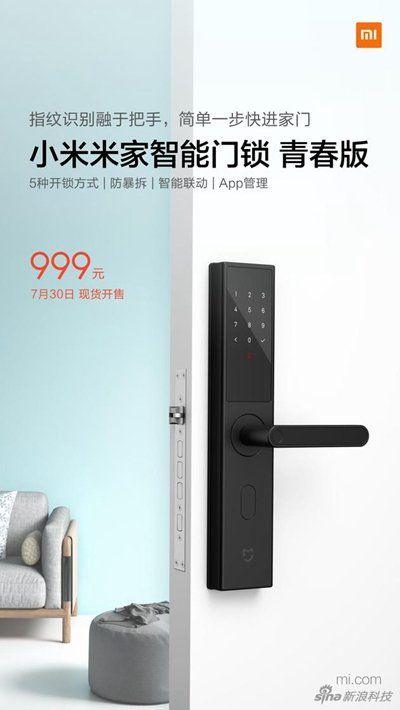 mi
指纹识别融于把手，简单一步快进家门
小米米家智能门锁 青春版
5种开锁方式 | 防暴拆 | 智能联动 | App管理
999元
7月30日 现货开售
1 2 3
4 5 6
7 8 9
0
mi.com
sina 新浪科技